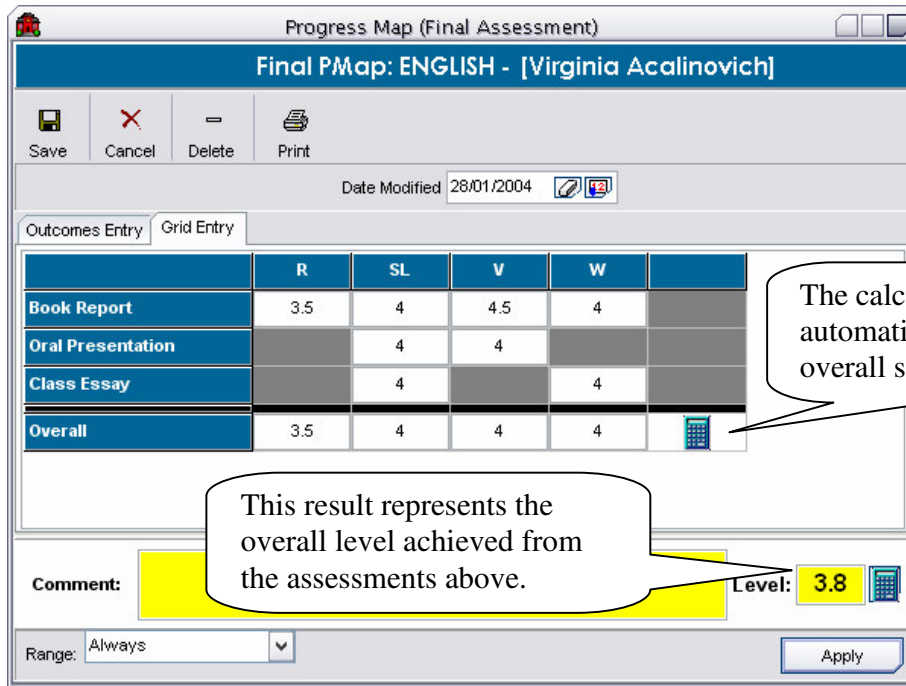 Progress Map (Final Assessment)
Final PMap: ENGLISH - [Virginia Acalinovich]
Save Cancel Delete Print
Date Modified 28/01/2004
Outcomes Entry Grid Entry
R SL V W
Book Report 3.5 4 4.5 4
Oral Presentation 4 4
Class Essay 4 4
Overall 3.5 4 4 4
The calc
automati
overall s
This result represents the
overall level achieved from
the assessments above.
Comment: Level: 3.8
Range: Always Apply